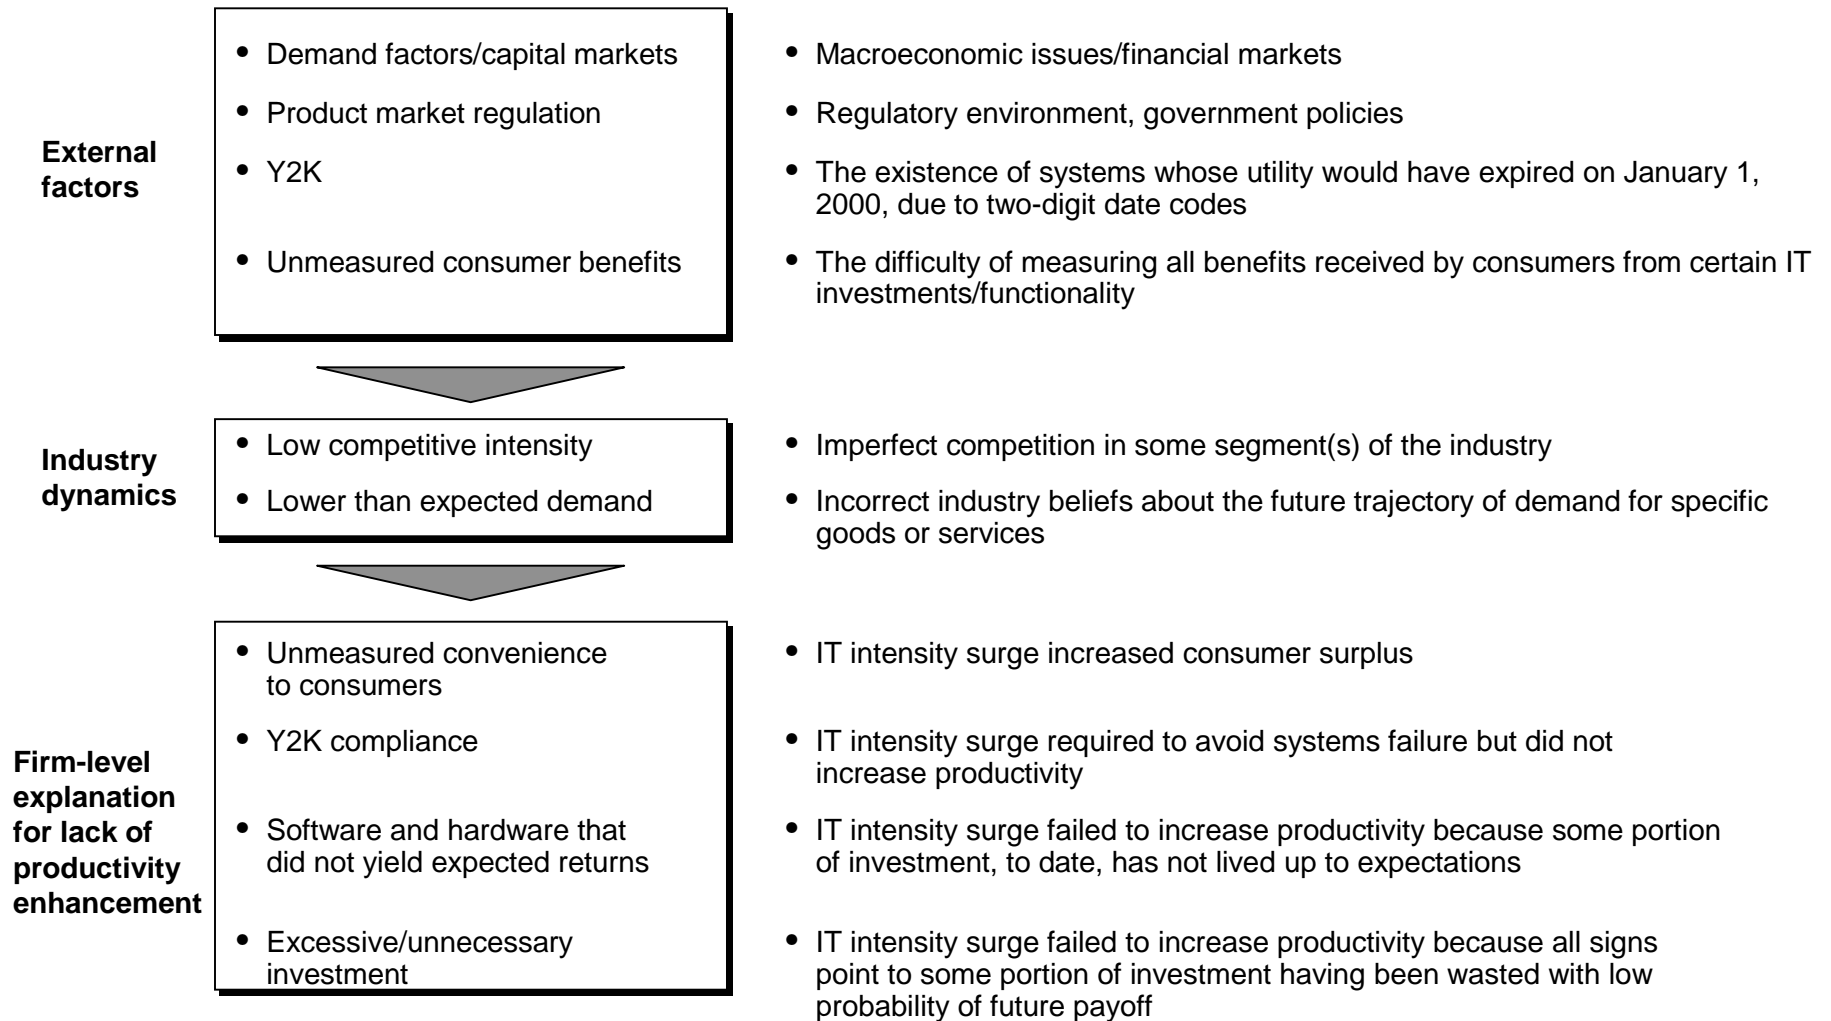 External
factors
• Demand factors/capital markets
• Macroeconomic issues/financial markets
• Product market regulation
• Regulatory environment, government policies
• Y2K
• The existence of systems whose utility would have expired on January 1,
2000, due to two-digit date codes
• Unmeasured consumer benefits
• The difficulty of measuring all benefits received by consumers from certain IT
investments/functionality
Industry
dynamics
• Low competitive intensity
• Imperfect competition in some segment(s) of the industry
• Lower than expected demand
• Incorrect industry beliefs about the future trajectory of demand for specific
goods or services
Firm-level
explanation
for lack of
productivity
enhancement
• Unmeasured convenience
to consumers
• IT intensity surge increased consumer surplus
• Y2K compliance
• IT intensity surge required to avoid systems failure but did not
increase productivity
• Software and hardware that
did not yield expected returns
• IT intensity surge failed to increase productivity because some portion
of investment, to date, has not lived up to expectations
• Excessive/unnecessary
investment
• IT intensity surge failed to increase productivity because all signs
point to some portion of investment having been wasted with low
probability of future payoff